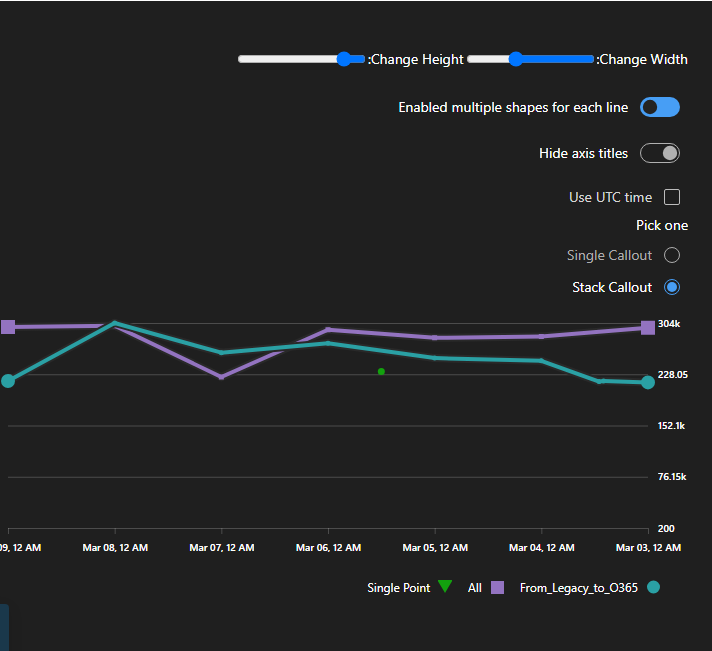 :Change Height :Change Width
Enabled multiple shapes for each line
Hide axis titles
Use UTC time
Pick one
Single Callout
Stack Callout
304k
228.05
152.1k
76.15k
200
09, 12 AM Mar 08, 12 AM Mar 07, 12 AM Mar 06, 12 AM Mar 05, 12 AM Mar 04, 12 AM Mar 03, 12 AM
Single Point All From_Legacy_to_O365